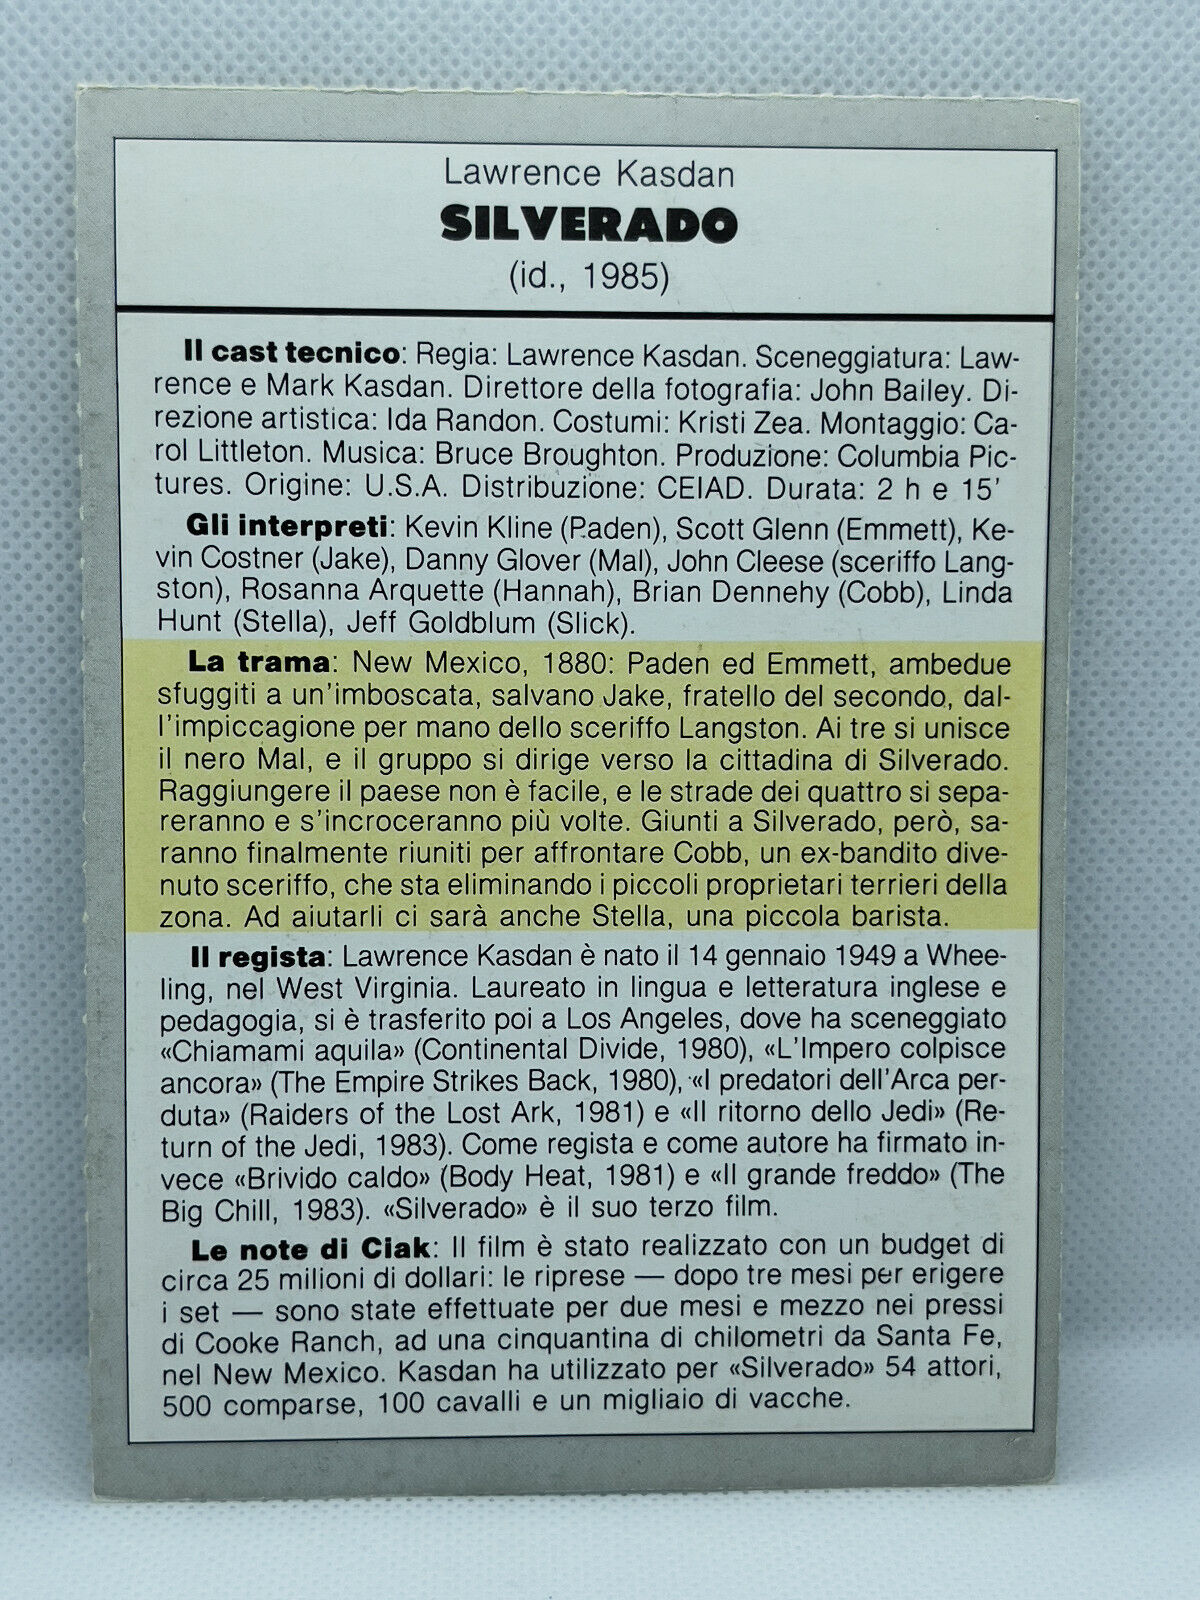 Lawrence Kasdan
SILVERADO
(id., 1985)
Il cast tecnico: Regia: Lawrence Kasdan. Sceneggiatura: Law-
rence e Mark Kasdan. Direttore della fotografia: John Bailey. Di-
rezione artistica: Ida Randon. Costumi: Kristi Zea. Montaggio: Ca-
rol Littleton. Musica: Bruce Broughton. Produzione: Columbia Pic-
tures. Origine: U.S.A. Distribuzione: CEIAD. Durata: 2 h e 15'
Gli interpreti: Kevin Kline (Paden), Scott Glenn (Emmett), Ke-
vin Costner (Jake), Danny Glover (Mal), John Cleese (sceriffo Lang-
ston), Rosanna Arquette (Hannah), Brian Dennehy (Cobb), Linda
Hunt (Stella), Jeff Goldblum (Slick).
La trama: New Mexico, 1880: Paden ed Emmett, ambedue
sfuggiti a un'imboscata, salvano Jake, fratello del secondo, dal-
l'impiccagione per mano dello sceriffo Langston. Ai tre si unisce
il nero Mal, e il gruppo si dirige verso la cittadina di Silverado.
Raggiungere il paese non è facile, e le strade dei quattro si sepa-
reranno e s'incroceranno più volte. Giunti a Silverado, però, sa-
ranno finalmente riuniti per affrontare Cobb, un ex-bandito dive-
nuto sceriffo, che sta eliminando i piccoli proprietari terrieri della
zona. Ad aiutarli ci sarà anche Stella, una piccola barista.
Il regista: Lawrence Kasdan è nato il 14 gennaio 1949 a Whee-
ling, nel West Virginia. Laureato in lingua e letteratura inglese e
pedagogia, si è trasferito poi a Los Angeles, dove ha sceneggiato
«Chiamami aquila» (Continental Divide, 1980), «L'Impero colpisce
ancora» (The Empire Strikes Back, 1980), «I predatori dell'Arca per-
duta» (Raiders of the Lost Ark, 1981) e «Il ritorno dello Jedi» (Re-
turn of the Jedi, 1983). Come regista e come autore ha firmato in-
vece «Brivido caldo» (Body Heat, 1981) e «Il grande freddo» (The
Big Chill, 1983). «Silverado» è il suo terzo film.
Le note di Ciak: Il film è stato realizzato con un budget di
circa 25 milioni di dollari: le riprese — dopo tre mesi per erigere
i set — sono state effettuate per due mesi e mezzo nei pressi
di Cooke Ranch, ad una cinquantina di chilometri da Santa Fe,
nel New Mexico. Kasdan ha utilizzato per «Silverado» 54 attori,
500 comparse, 100 cavalli e un migliaio di vacche.